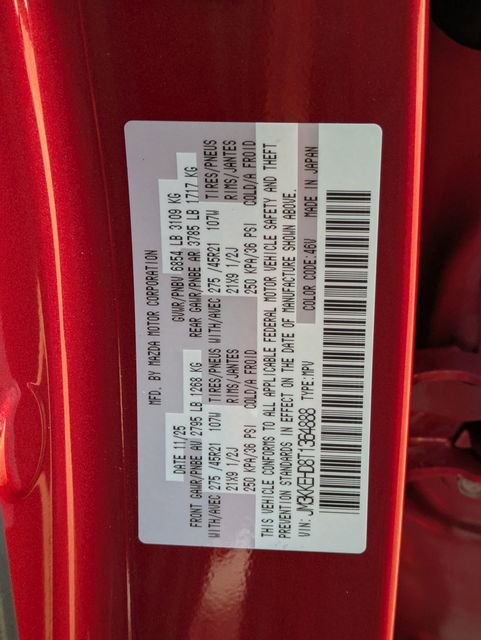 MFD. BY MAZDA MOTOR CORPORATION
DATE 11/25 GVWR/PNBV 6854 LB 3109 KG
FRONT GAWR/PNBE AV 2795 LB 1268 KG REAR GAWR/PNBE AR 3785 LB 1717 KG
WITH/AVEC 275 /45R21 107W TIRES/PNEUS WITH/AVEC 275 /45R21 107W TIRES/PNEUS
21X9 1/2J RIMS/JANTES 21X9 1/2J RIMS/JANTES
250 KPA/36 PSI COLD/A FROID 250 KPA/36 PSI COLD/A FROID
THIS VEHICLE CONFORMS TO ALL APPLICABLE FEDERAL MOTOR VEHICLE SAFETY AND THEFT
PREVENTION STANDARDS IN EFFECT ON THE DATE OF MANUFACTURE SHOWN ABOVE.
VIN: JM3KKEHD8T1364888 TYPE:MPV COLOR CODE:46V MADE IN JAPAN